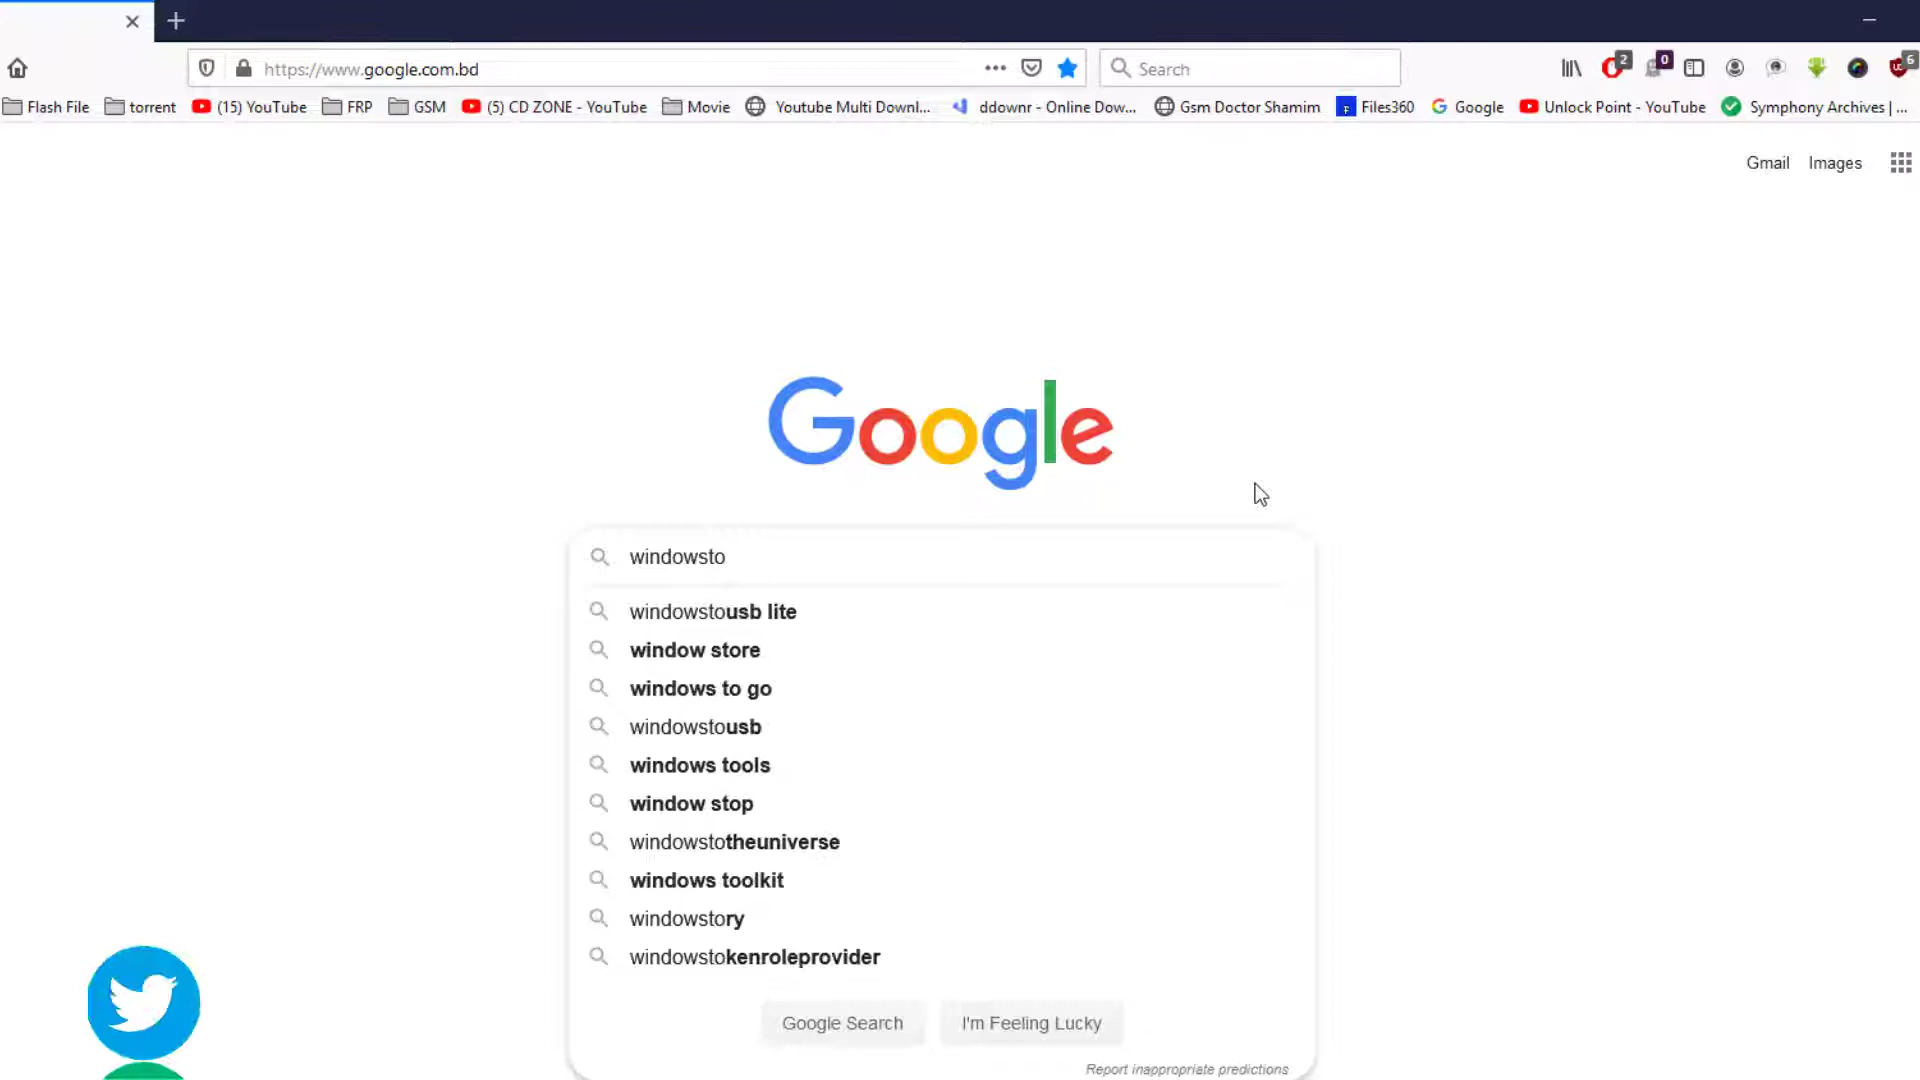 https://www.google.com.bd
Search
2
0
6
Flash File
torrent
(15) YouTube
FRP
GSM
(5) CD ZONE - YouTube
Movie
Youtube Multi Downl...
ddownr - Online Dow...
Gsm Doctor Shamim
Files360
Google
Unlock Point - YouTube
Symphony Archives | ...
Gmail
Images
Google
windowsto
windowstousb lite
window store
windows to go
windowstousb
windows tools
window stop
windowstotheuniverse
windows toolkit
windowstory
windowstokenroleprovider
Google Search
I'm Feeling Lucky
Report inappropriate predictions